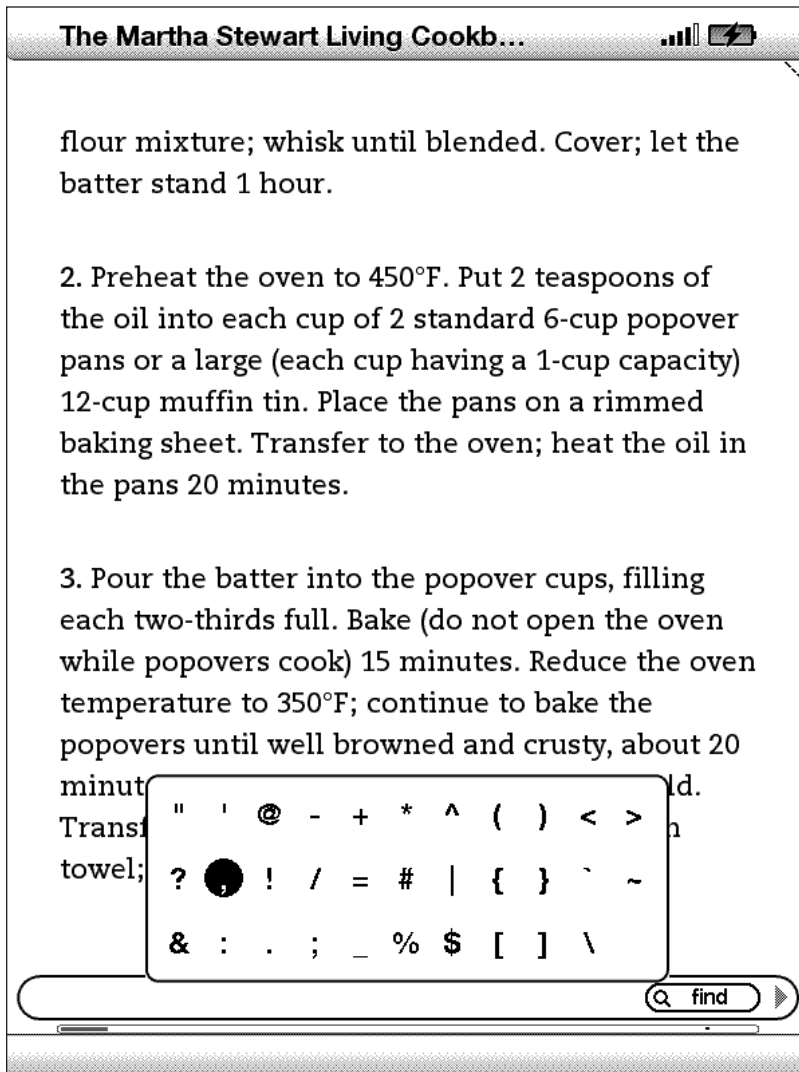 The Martha Stewart Living Cookb...
flour mixture; whisk until blended. Cover; let the
batter stand 1 hour.
2. Preheat the oven to 450°F. Put 2 teaspoons of
the oil into each cup of 2 standard 6-cup popover
pans or a large (each cup having a 1-cup capacity)
12-cup muffin tin. Place the pans on a rimmed
baking sheet. Transfer to the oven; heat the oil in
the pans 20 minutes.
3. Pour the batter into the popover cups, filling
each two-thirds full. Bake (do not open the oven
while popovers cook) 15 minutes. Reduce the oven
temperature to 350°F; continue to bake the
popovers until well browned and crusty, about 20
minut
ld.
Transf
towel;
" ' @ - + * ^ ( ) < >
? , ! / = # | { } ` ~
& : . ; _ % $ [ ] \
find